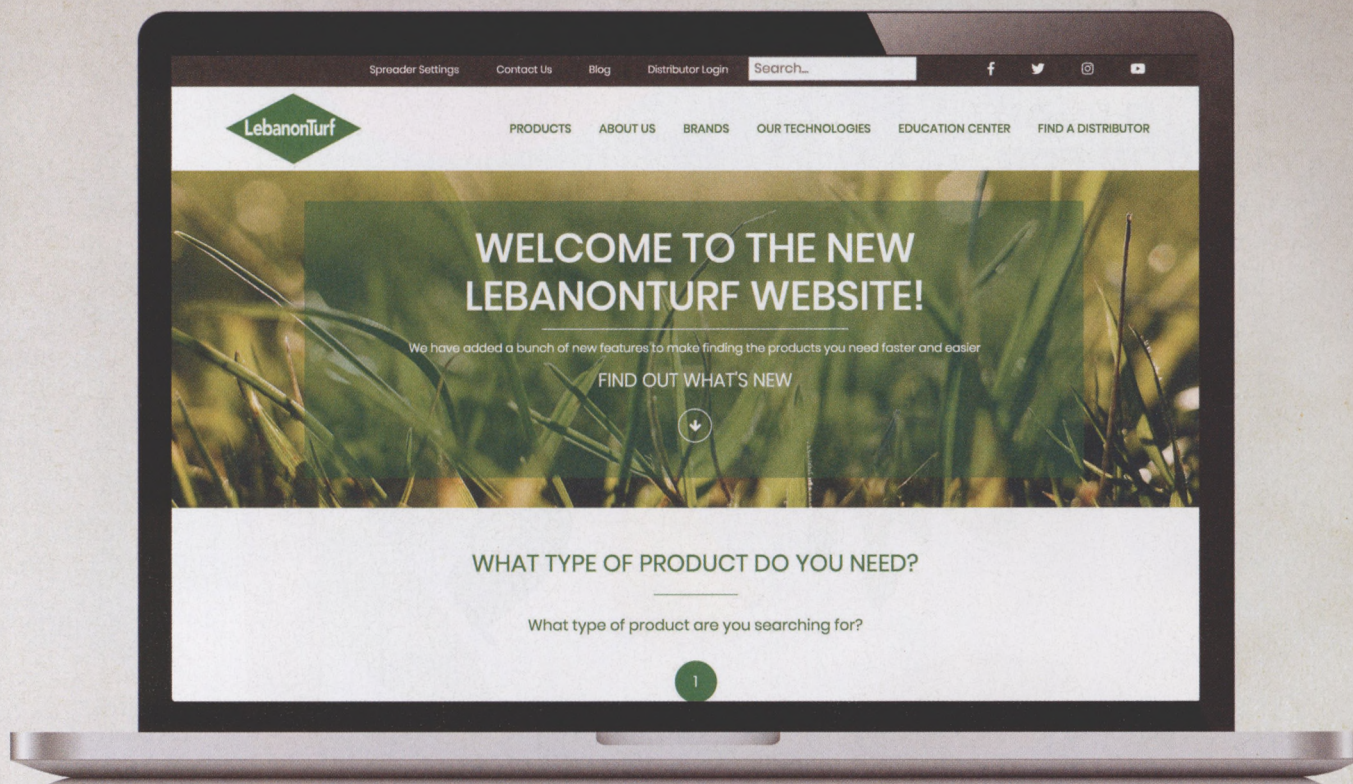 Spreader Settings Contact Us Blog Distributor Login Search...
LebanonTurf
PRODUCTS ABOUT US BRANDS OUR TECHNOLOGIES EDUCATION CENTER FIND A DISTRIBUTOR
WELCOME TO THE NEW
LEBANONTURF WEBSITE!
We have added a bunch of new features to make finding the products you need faster and easier
FIND OUT WHAT'S NEW
WHAT TYPE OF PRODUCT DO YOU NEED?
What type of product are you searching for?
1